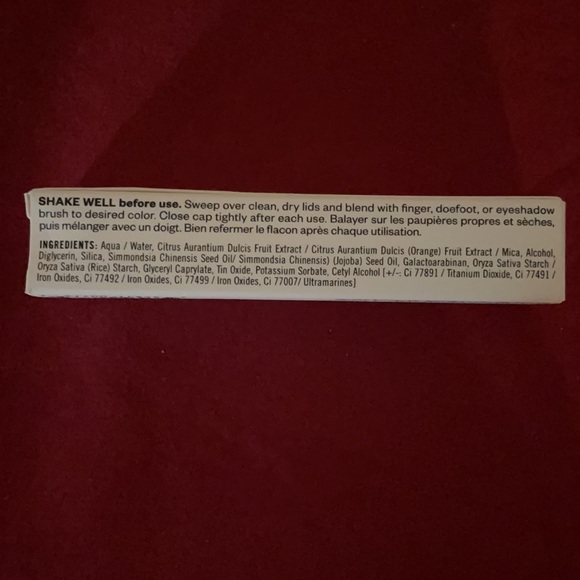 SHAKE WELL before use. Sweep over clean, dry lids and blend with finger, doefoot, or eyeshadow
brush to desired color. Close cap tightly after each use. Balayer sur les paupières propres et sèches,
puis mélanger avec un doigt. Bien refermer le flacon après chaque utilisation.
INGREDIENTS: Aqua / Water, Citrus Aurantium Dulcis Fruit Extract / Citrus Aurantium Dulcis (Orange) Fruit Extract / Mica, Alcohol,
Diglycerin, Silica, Simmondsia Chinensis Seed Oil/ Simmondsia Chinensis) (Jojoba) Seed Oil, Galactoarabinan, Oryza Sativa Starch /
Oryza Sativa (Rice) Starch, Glyceryl Caprylate, Tin Oxide, Potassium Sorbate, Cetyl Alcohol [+/-: Ci 77891 / Titanium Dioxide, Ci 77491 /
Iron Oxides, Ci 77492 / Iron Oxides, Ci 77499 / Iron Oxides, Ci 77007/ Ultramarines]